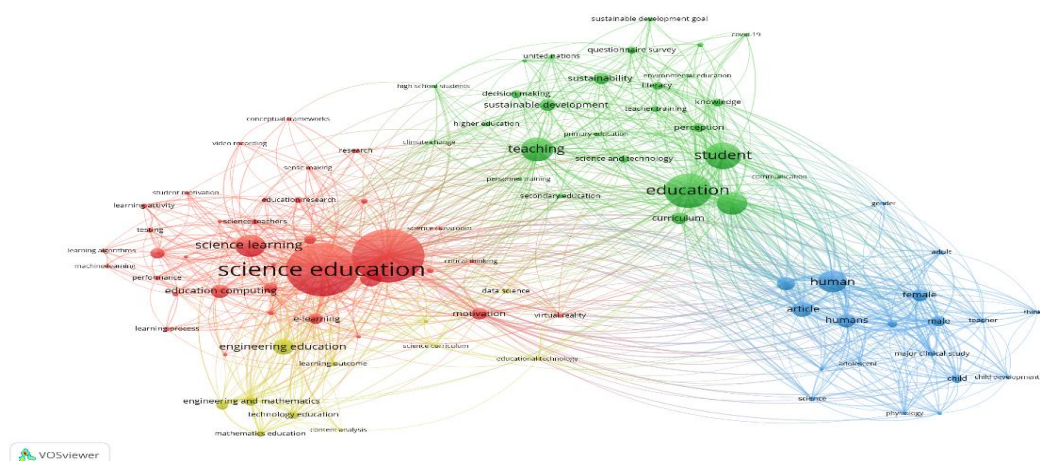 sustainable development goal
covid-19
questionnaire survey
united nations
sustainability
environmental education
literacy
high school students
decision making
sustainable development
knowledge
teacher training
conceptual frameworks
higher education
perception
primary education
video recording
climate change
teaching
research
student
science and technology
sense making
personnel training
communication
education
student motivation
secondary education
education research
learning activity
gender
curriculum
science teachers
science classroom
testing
science learning
learning algorithms
adult
critical thinking
machine learning
science education
performance
human
data science
education computing
female
article
motivation
virtual reality
e-learning
humans
male
teacher
learning process
engineering education
science curriculum
major clinical study
educational technology
learning outcome
adolescent
child
child development
science
engineering and mathematics
technology education
physiology
content analysis
mathematics education
VOSviewer